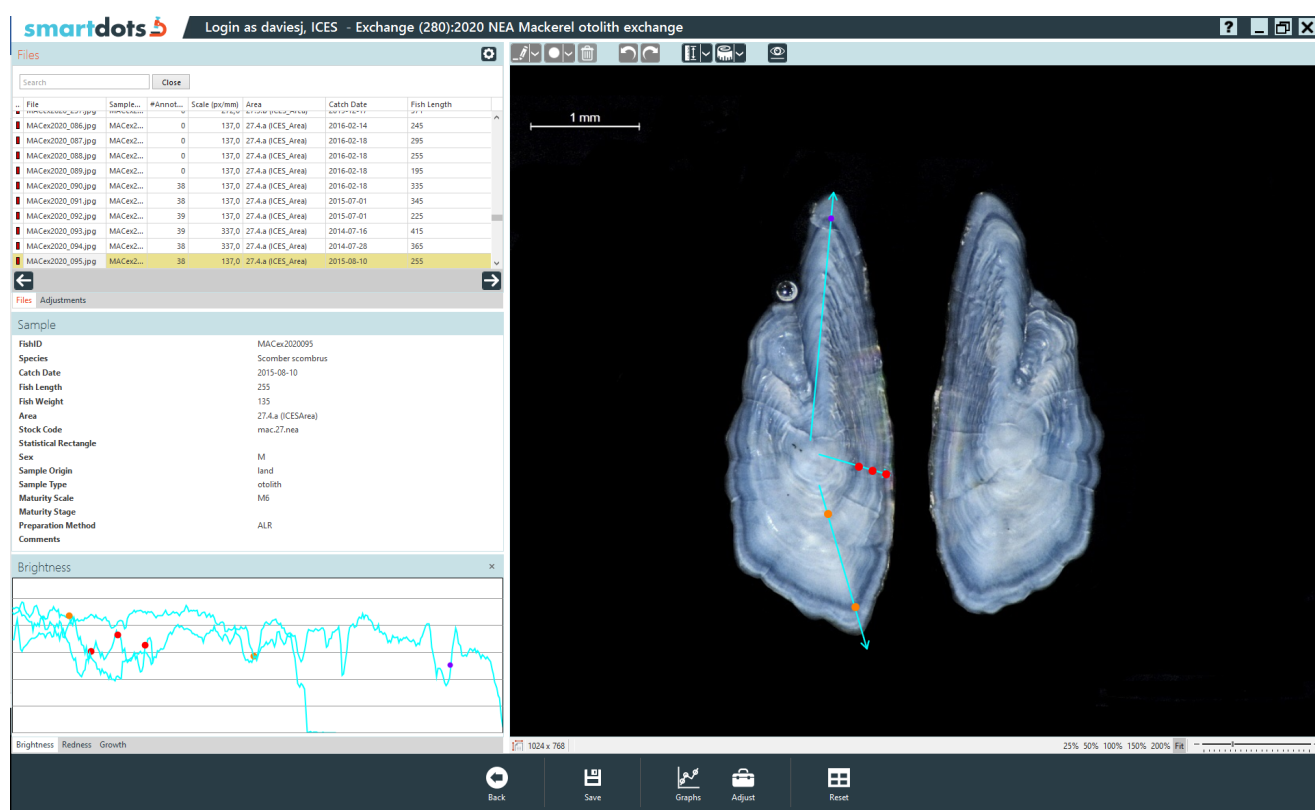 smartdots Login as daviesj, ICES - Exchange (280):2020 NEA Mackerel otolith exchange ?
Files
Search Close
.. File Sample... #Annot... Scale (px/mm) Area Catch Date Fish Length
MACex2020_086.jpg MACex2... 0 137,0 27.4.a (ICES_Area) 2016-02-14 245
MACex2020_087.jpg MACex2... 0 137,0 27.4.a (ICES_Area) 2016-02-18 295
MACex2020_088.jpg MACex2... 0 137,0 27.4.a (ICES_Area) 2016-02-18 255
MACex2020_089.jpg MACex2... 0 137,0 27.4.a (ICES_Area) 2016-02-18 195
MACex2020_090.jpg MACex2... 38 137,0 27.4.a (ICES_Area) 2016-02-18 335
MACex2020_091.jpg MACex2... 38 137,0 27.4.a (ICES_Area) 2015-07-01 345
MACex2020_092.jpg MACex2... 39 137,0 27.4.a (ICES_Area) 2015-07-01 225
MACex2020_093.jpg MACex2... 39 337,0 27.4.a (ICES_Area) 2014-07-16 415
MACex2020_094.jpg MACex2... 38 337,0 27.4.a (ICES_Area) 2014-07-28 365
MACex2020_095.jpg MACex2... 38 137,0 27.4.a (ICES_Area) 2015-08-10 255
Files Adjustments
Sample
FishID MACex2020095
Species Scomber scombrus
Catch Date 2015-08-10
Fish Length 255
Fish Weight 135
Area 27.4.a (ICESArea)
Stock Code mac.27.nea
Statistical Rectangle
Sex M
Sample Origin land
Sample Type otolith
Maturity Scale M6
Maturity Stage
Preparation Method ALR
Comments
Brightness ×
Brightness Redness Growth
1 mm
1024 x 768 25% 50% 100% 150% 200% Fit
Back Save Graphs Adjust Reset